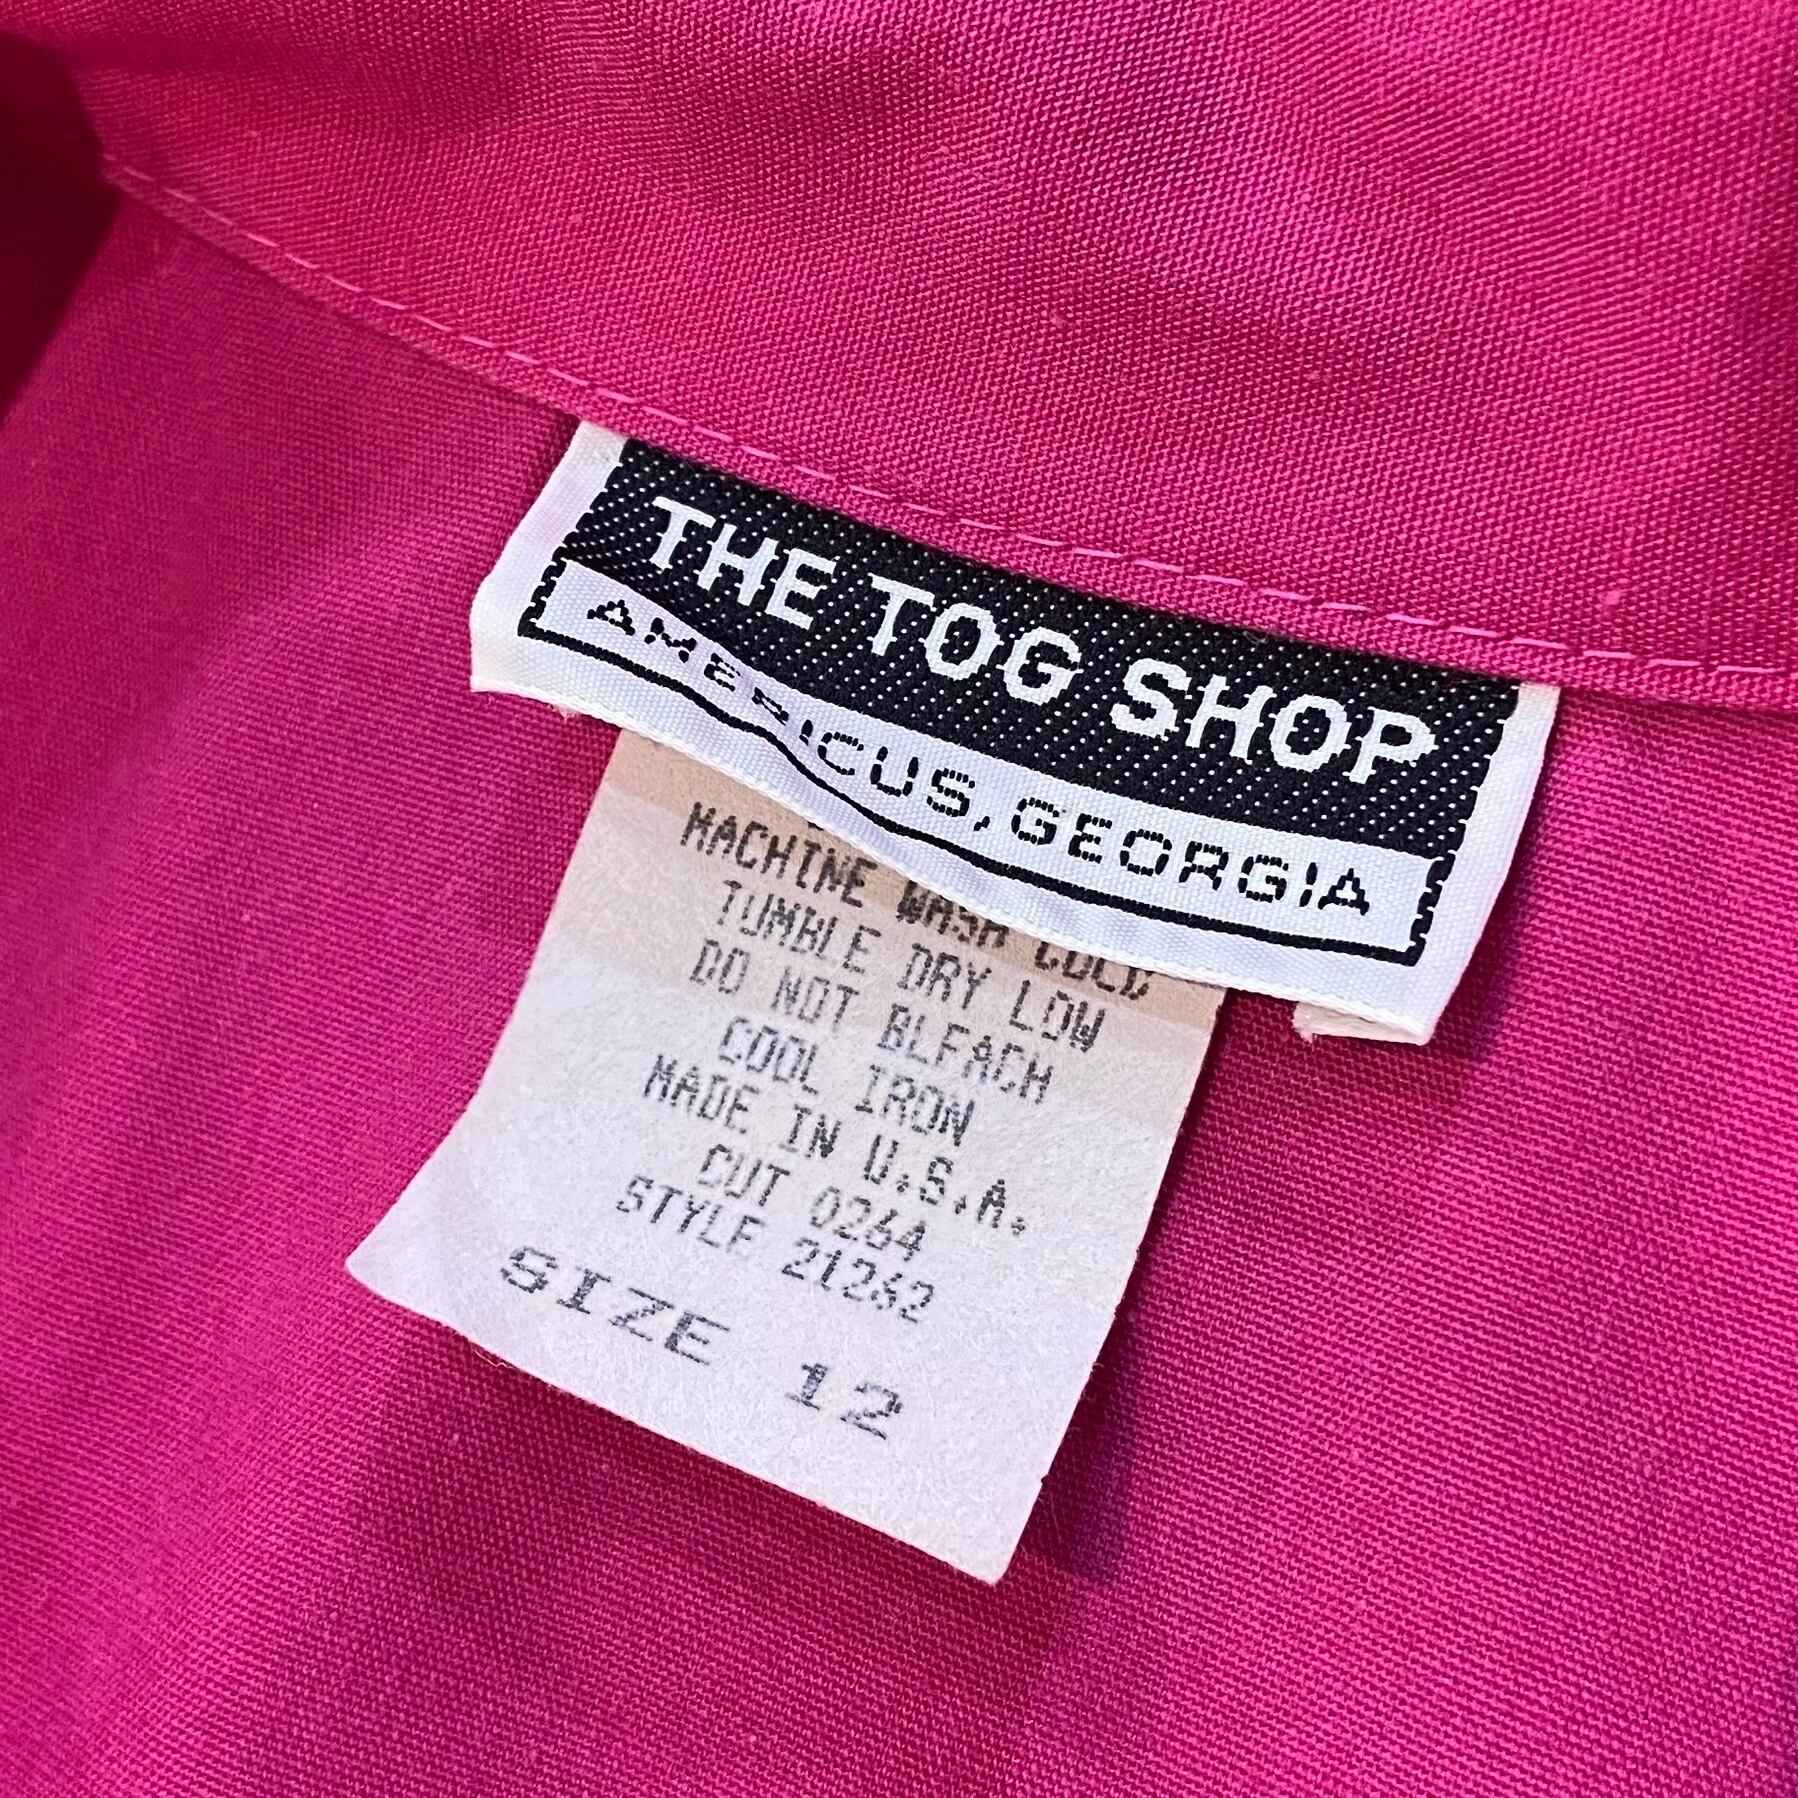 THE TOG SHOP
AMERICUS, GEORGIA
MACHINE WASH COLD
TUMBLE DRY LOW
DO NOT BLEACH
COOL IRON
MADE IN U.S.A.
CUT 0264
STYLE 21262
SIZE 12